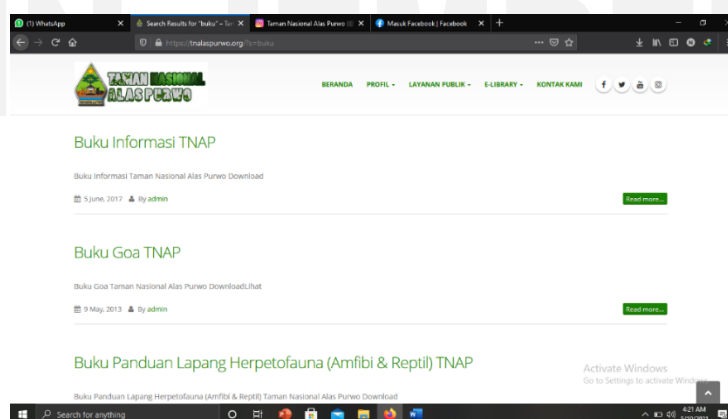 (1) WhatsApp
Search Results for "buku" – Tan
Taman Nasional Alas Purwo (@
Masuk Facebook | Facebook
https://tnalaspurwo.org/?s=buku
TAMAN NASIONAL
ALAS PURWO
BERANDA PROFIL LAYANAN PUBLIK E-LIBRARY KONTAK KAMI
Buku Informasi TNAP
Buku Informasi Taman Nasional Alas Purwo Download
5 June, 2017 By admin
Read more...
Buku Goa TNAP
Buku Goa Taman Nasional Alas Purwo DownloadLihat
9 May, 2013 By admin
Read more...
Buku Panduan Lapang Herpetofauna (Amfibi & Reptil) TNAP
Buku Panduan Lapang Herpetofauna (Amfibi & Reptil) Taman Nasional Alas Purwo Download
Activate Windows
Go to Settings to activate Windows
Search for anything
4:21 AM